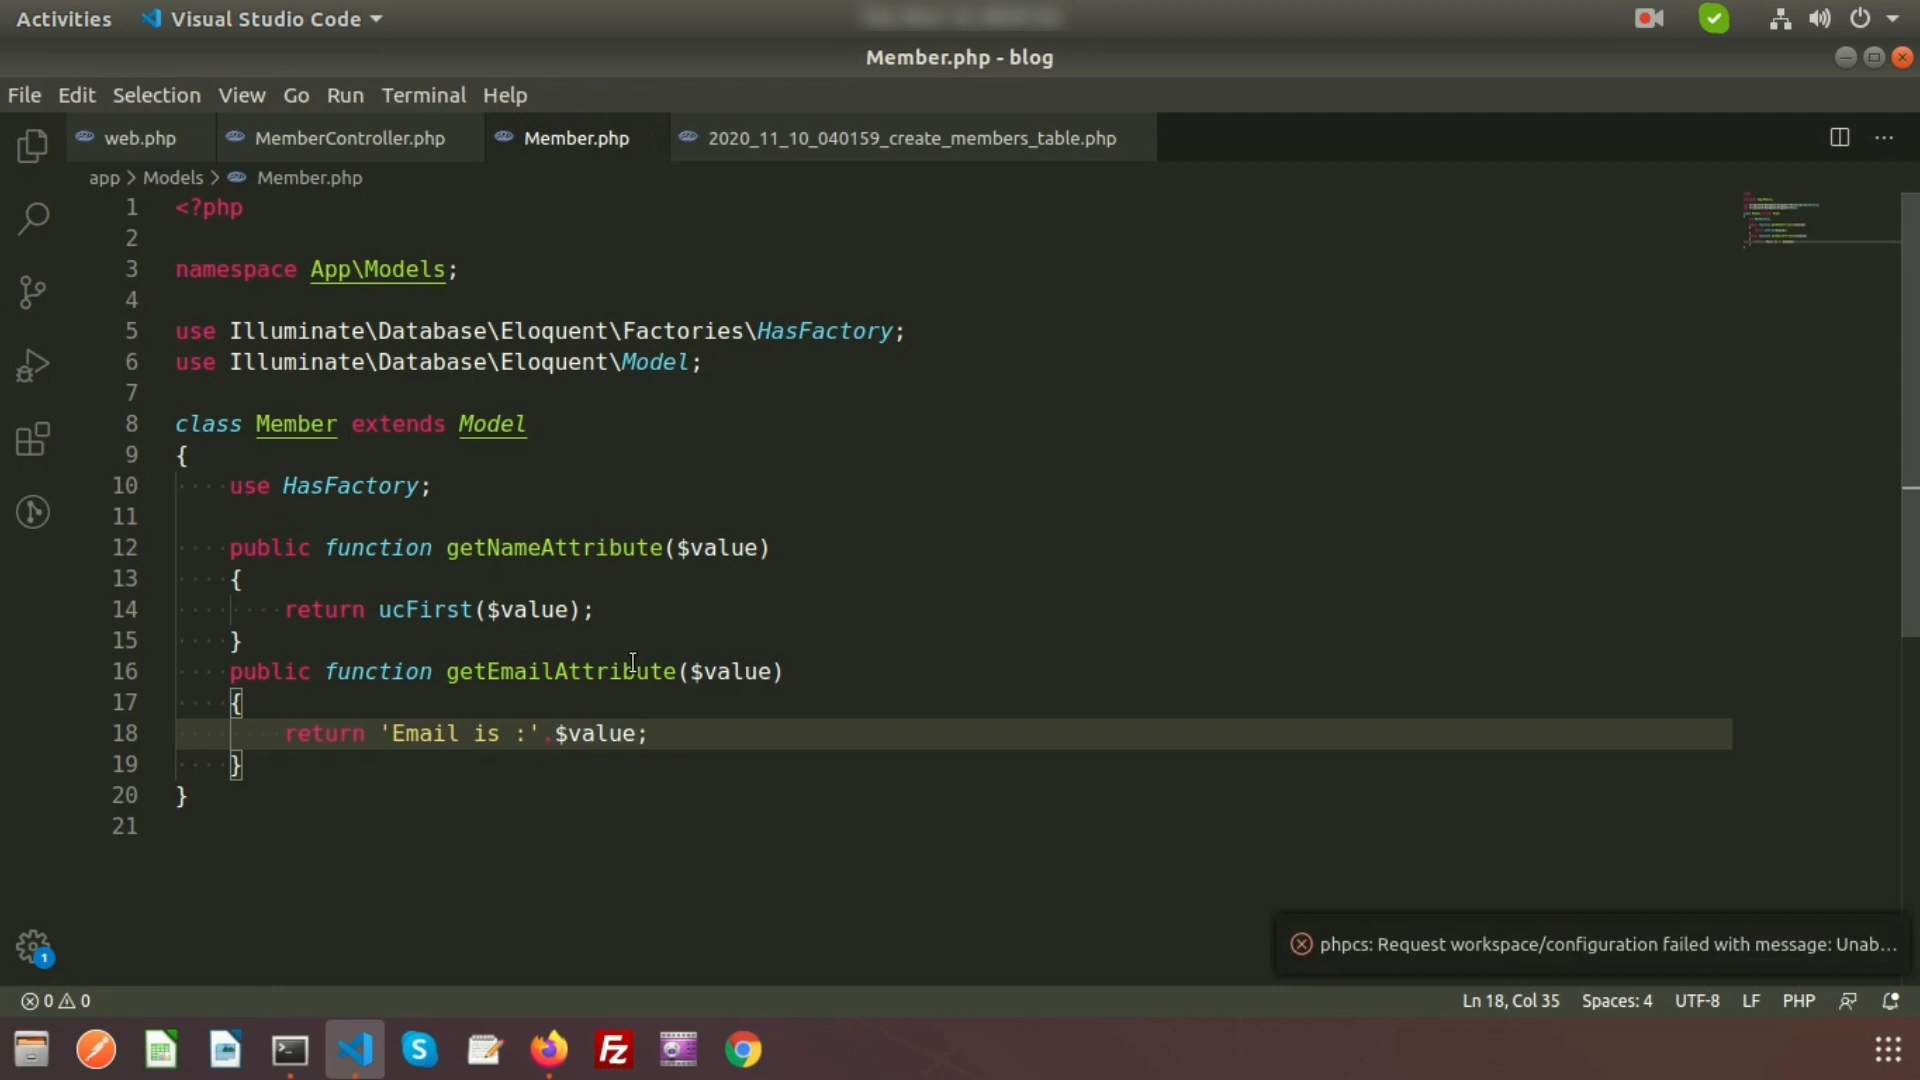 Activities Visual Studio Code
Member.php - blog
File Edit Selection View Go Run Terminal Help
web.php MemberController.php Member.php 2020_11_10_040159_create_members_table.php ...
app > Models > Member.php
1 <?php
2
3 namespace App\Models;
4
5 use Illuminate\Database\Eloquent\Factories\HasFactory;
6 use Illuminate\Database\Eloquent\Model;
7
8 class Member extends Model
9 {
10 use HasFactory;
11
12 public function getNameAttribute($value)
13 {
14 return ucFirst($value);
15 }
16 public function getEmailAttribute($value)
17 {
18 return 'Email is :'.$value;
19 }
20 }
21
1
phpcs: Request workspace/configuration failed with message: Unab...
0 0 Ln 18, Col 35 Spaces: 4 UTF-8 LF PHP
S Fz